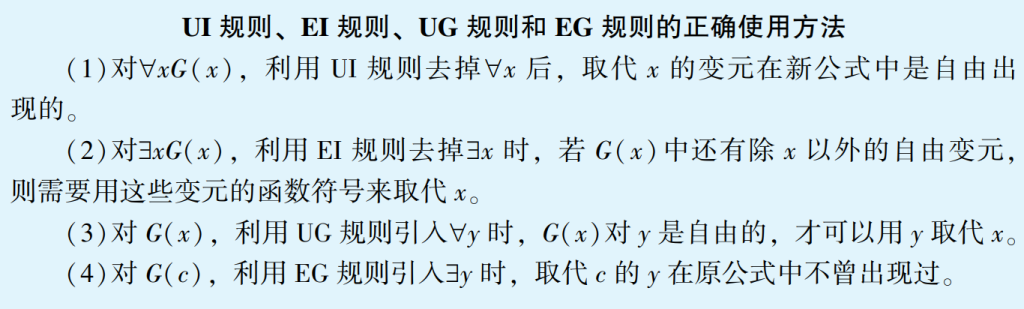 UI 规则、EI 规则、UG 规则和 EG 规则的正确使用方法
(1)对∀xG(x)，利用 UI 规则去掉∀x 后，取代 x 的变元在新公式中是自由出
现的。
(2)对∃xG(x)，利用 EI 规则去掉∃x 时，若 G(x)中还有除 x 以外的自由变元，
则需要用这些变元的函数符号来取代 x。
(3)对 G(x)，利用 UG 规则引入∀y 时，G(x)对 y 是自由的，才可以用 y 取代 x。
(4)对 G(c)，利用 EG 规则引入∃y 时，取代 c 的 y 在原公式中不曾出现过。